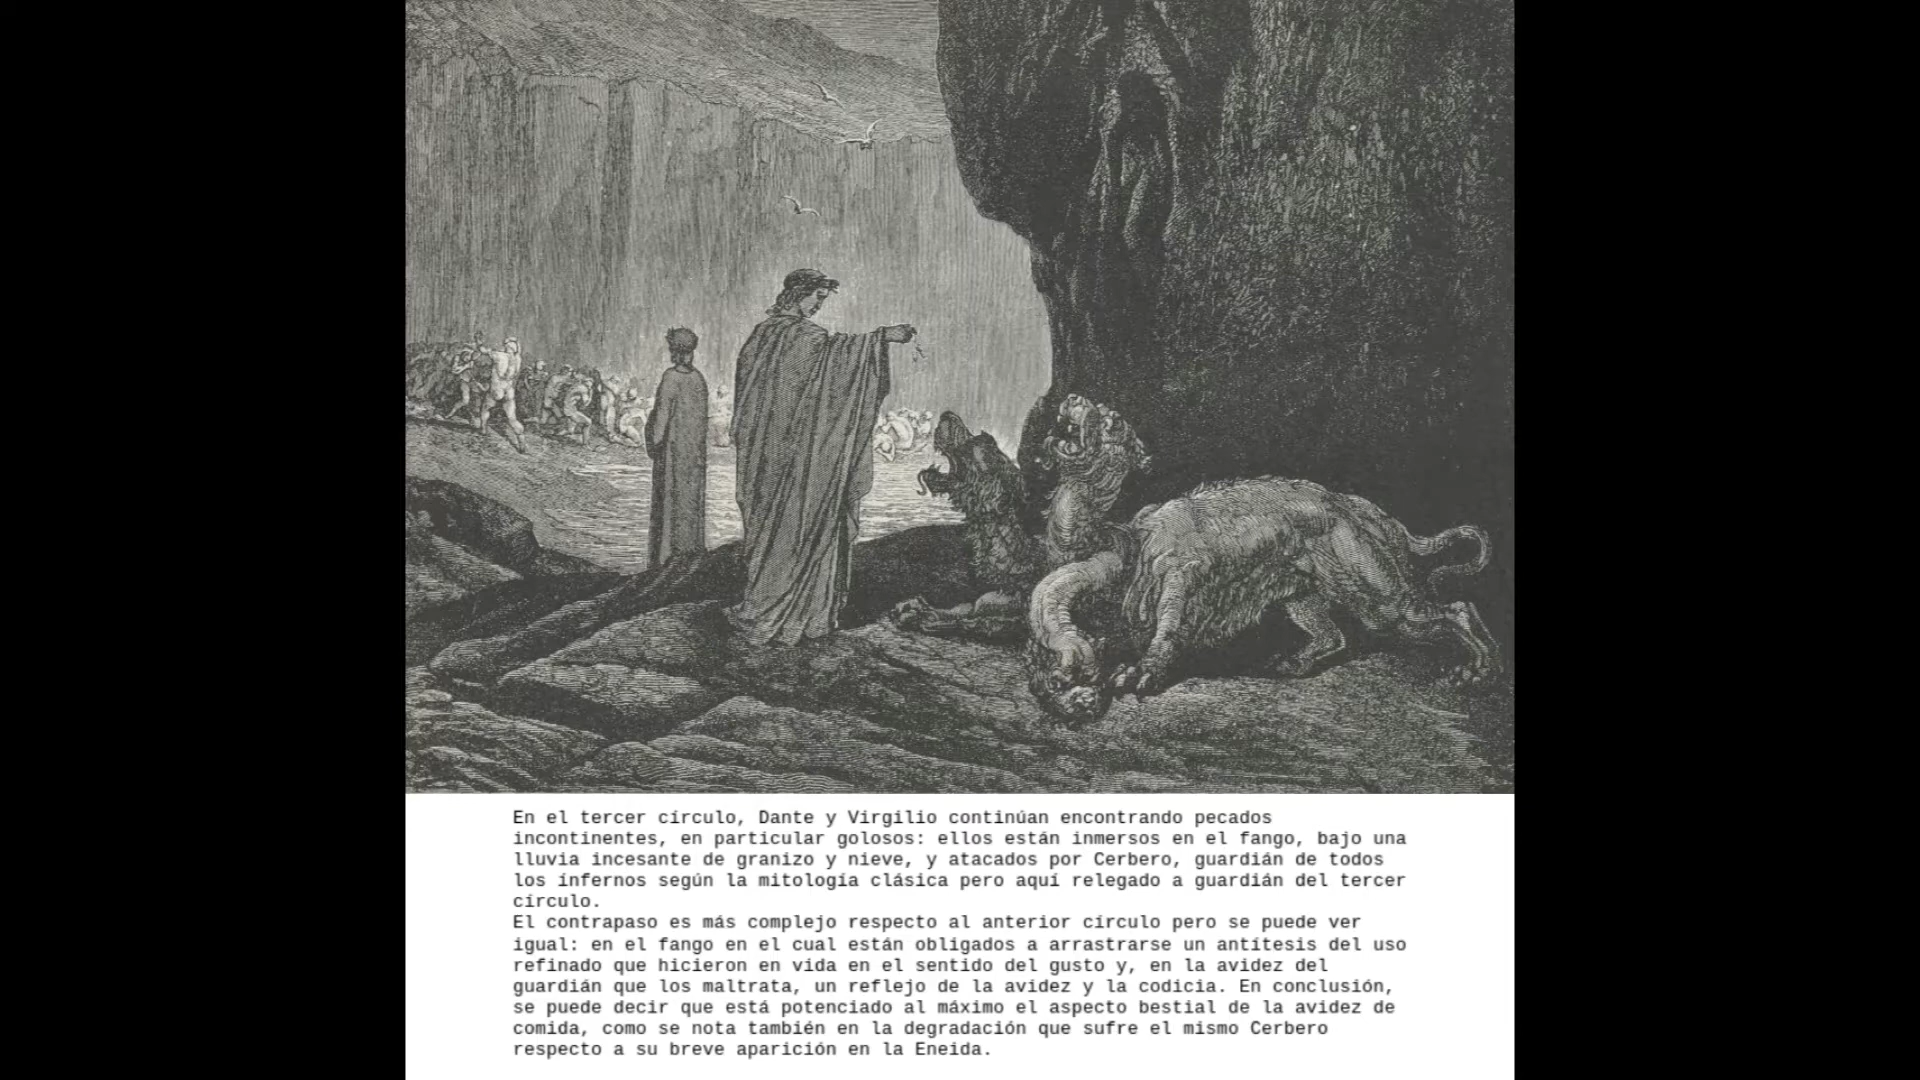 En el tercer círculo, Dante y Virgilio continúan encontrando pecados
incontinentes, en particular golosos: ellos están inmersos en el fango, bajo una
lluvia incesante de granizo y nieve, y atacados por Cerbero, guardián de todos
los infernos según la mitología clásica pero aquí relegado a guardián del tercer
círculo.
El contrapaso es más complejo respecto al anterior círculo pero se puede ver
igual: en el fango en el cual están obligados a arrastrarse un antítesis del uso
refinado que hicieron en vida en el sentido del gusto y, en la avidez del
guardián que los maltrata, un reflejo de la avidez y la codicia. En conclusión,
se puede decir que está potenciado al máximo el aspecto bestial de la avidez de
comida, como se nota también en la degradación que sufre el mismo Cerbero
respecto a su breve aparición en la Eneida.